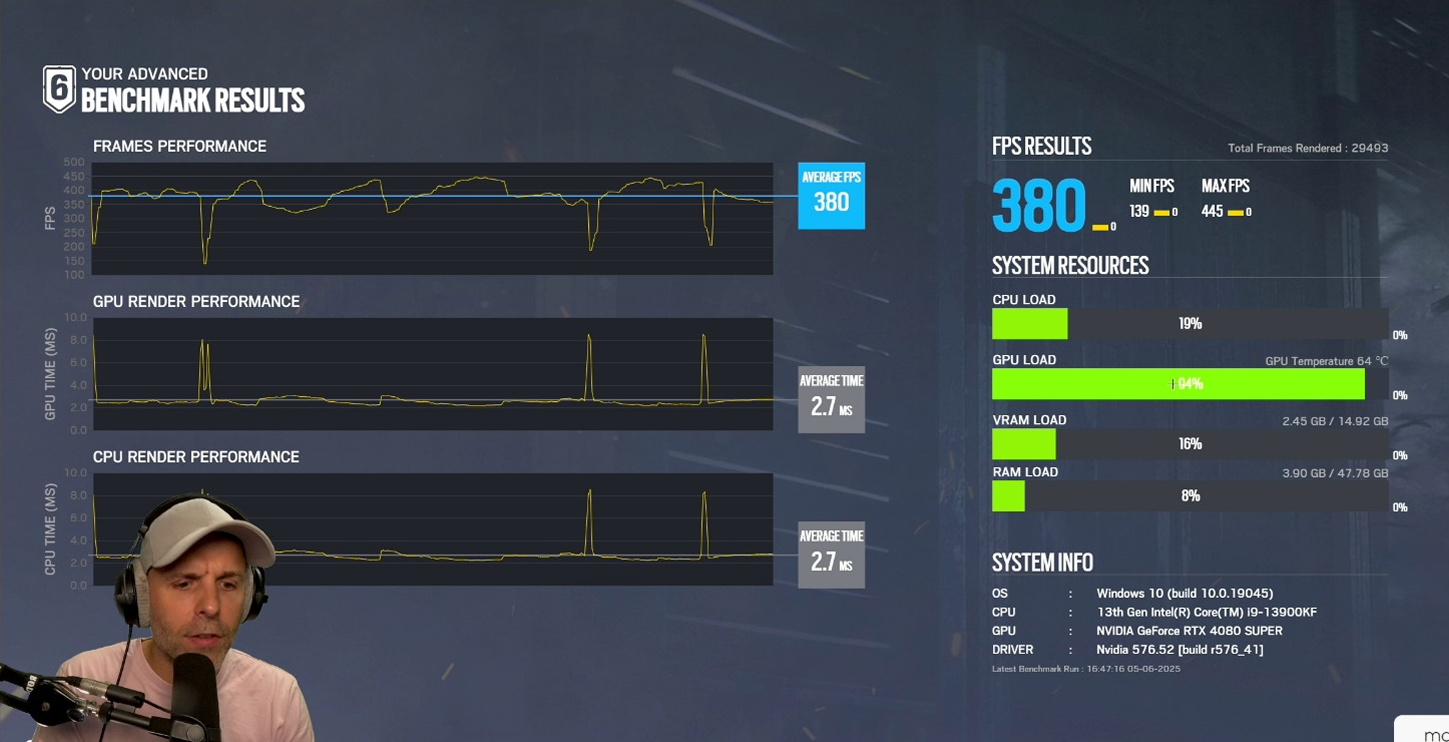 6
YOUR ADVANCED
BENCHMARK RESULTS
FRAMES PERFORMANCE
FPS
500
450
400
350
300
250
200
150
100
AVERAGE FPS
380
GPU RENDER PERFORMANCE
GPU TIME (MS)
10.0
8.0
6.0
4.0
2.0
0.0
AVERAGE TIME
2.7 MS
CPU RENDER PERFORMANCE
CPU TIME (MS)
10.0
8.0
6.0
4.0
2.0
0.0
AVERAGE TIME
2.7 MS
FPS RESULTS
Total Frames Rendered : 29493
380 0
MIN FPS
139 0
MAX FPS
445 0
SYSTEM RESOURCES
CPU LOAD
19%
0%
GPU LOAD
GPU Temperature 64 °C
94%
0%
VRAM LOAD
2.45 GB / 14.92 GB
16%
0%
RAM LOAD
3.90 GB / 47.78 GB
8%
0%
SYSTEM INFO
OS : Windows 10 (build 10.0.19045)
CPU : 13th Gen Intel(R) Core(TM) i9-13900KF
GPU : NVIDIA GeForce RTX 4080 SUPER
DRIVER : Nvidia 576.52 [build r576_41]
Latest Benchmark Run : 16:47:16 05-06-2025